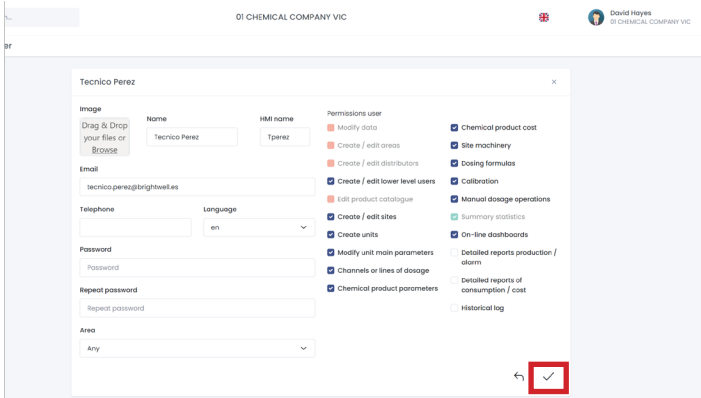 01 CHEMICAL COMPANY VIC
David Hayes
01 CHEMICAL COMPANY VIC
er
Tecnico Perez
Image
Drag & Drop
your files or
Browse
Name
Tecnico Perez
HMI name
Tperez
Email
tecnico.perez@brightwell.es
Telephone
Language
en
Password
Password
Repeat password
Repeat password
Area
Any
Permissions user
Modify data
Create / edit areas
Create / edit distributors
Create / edit lower level users
Edit product catalogue
Create / edit sites
Create units
Modify unit main parameters
Channels or lines of dosage
Chemical product parameters
Chemical product cost
Site machinery
Dosing formulas
Calibration
Manual dosage operations
Summary statistics
On-line dashboards
Detailed reports production /
alarm
Detailed reports of
consumption / cost
Historical log